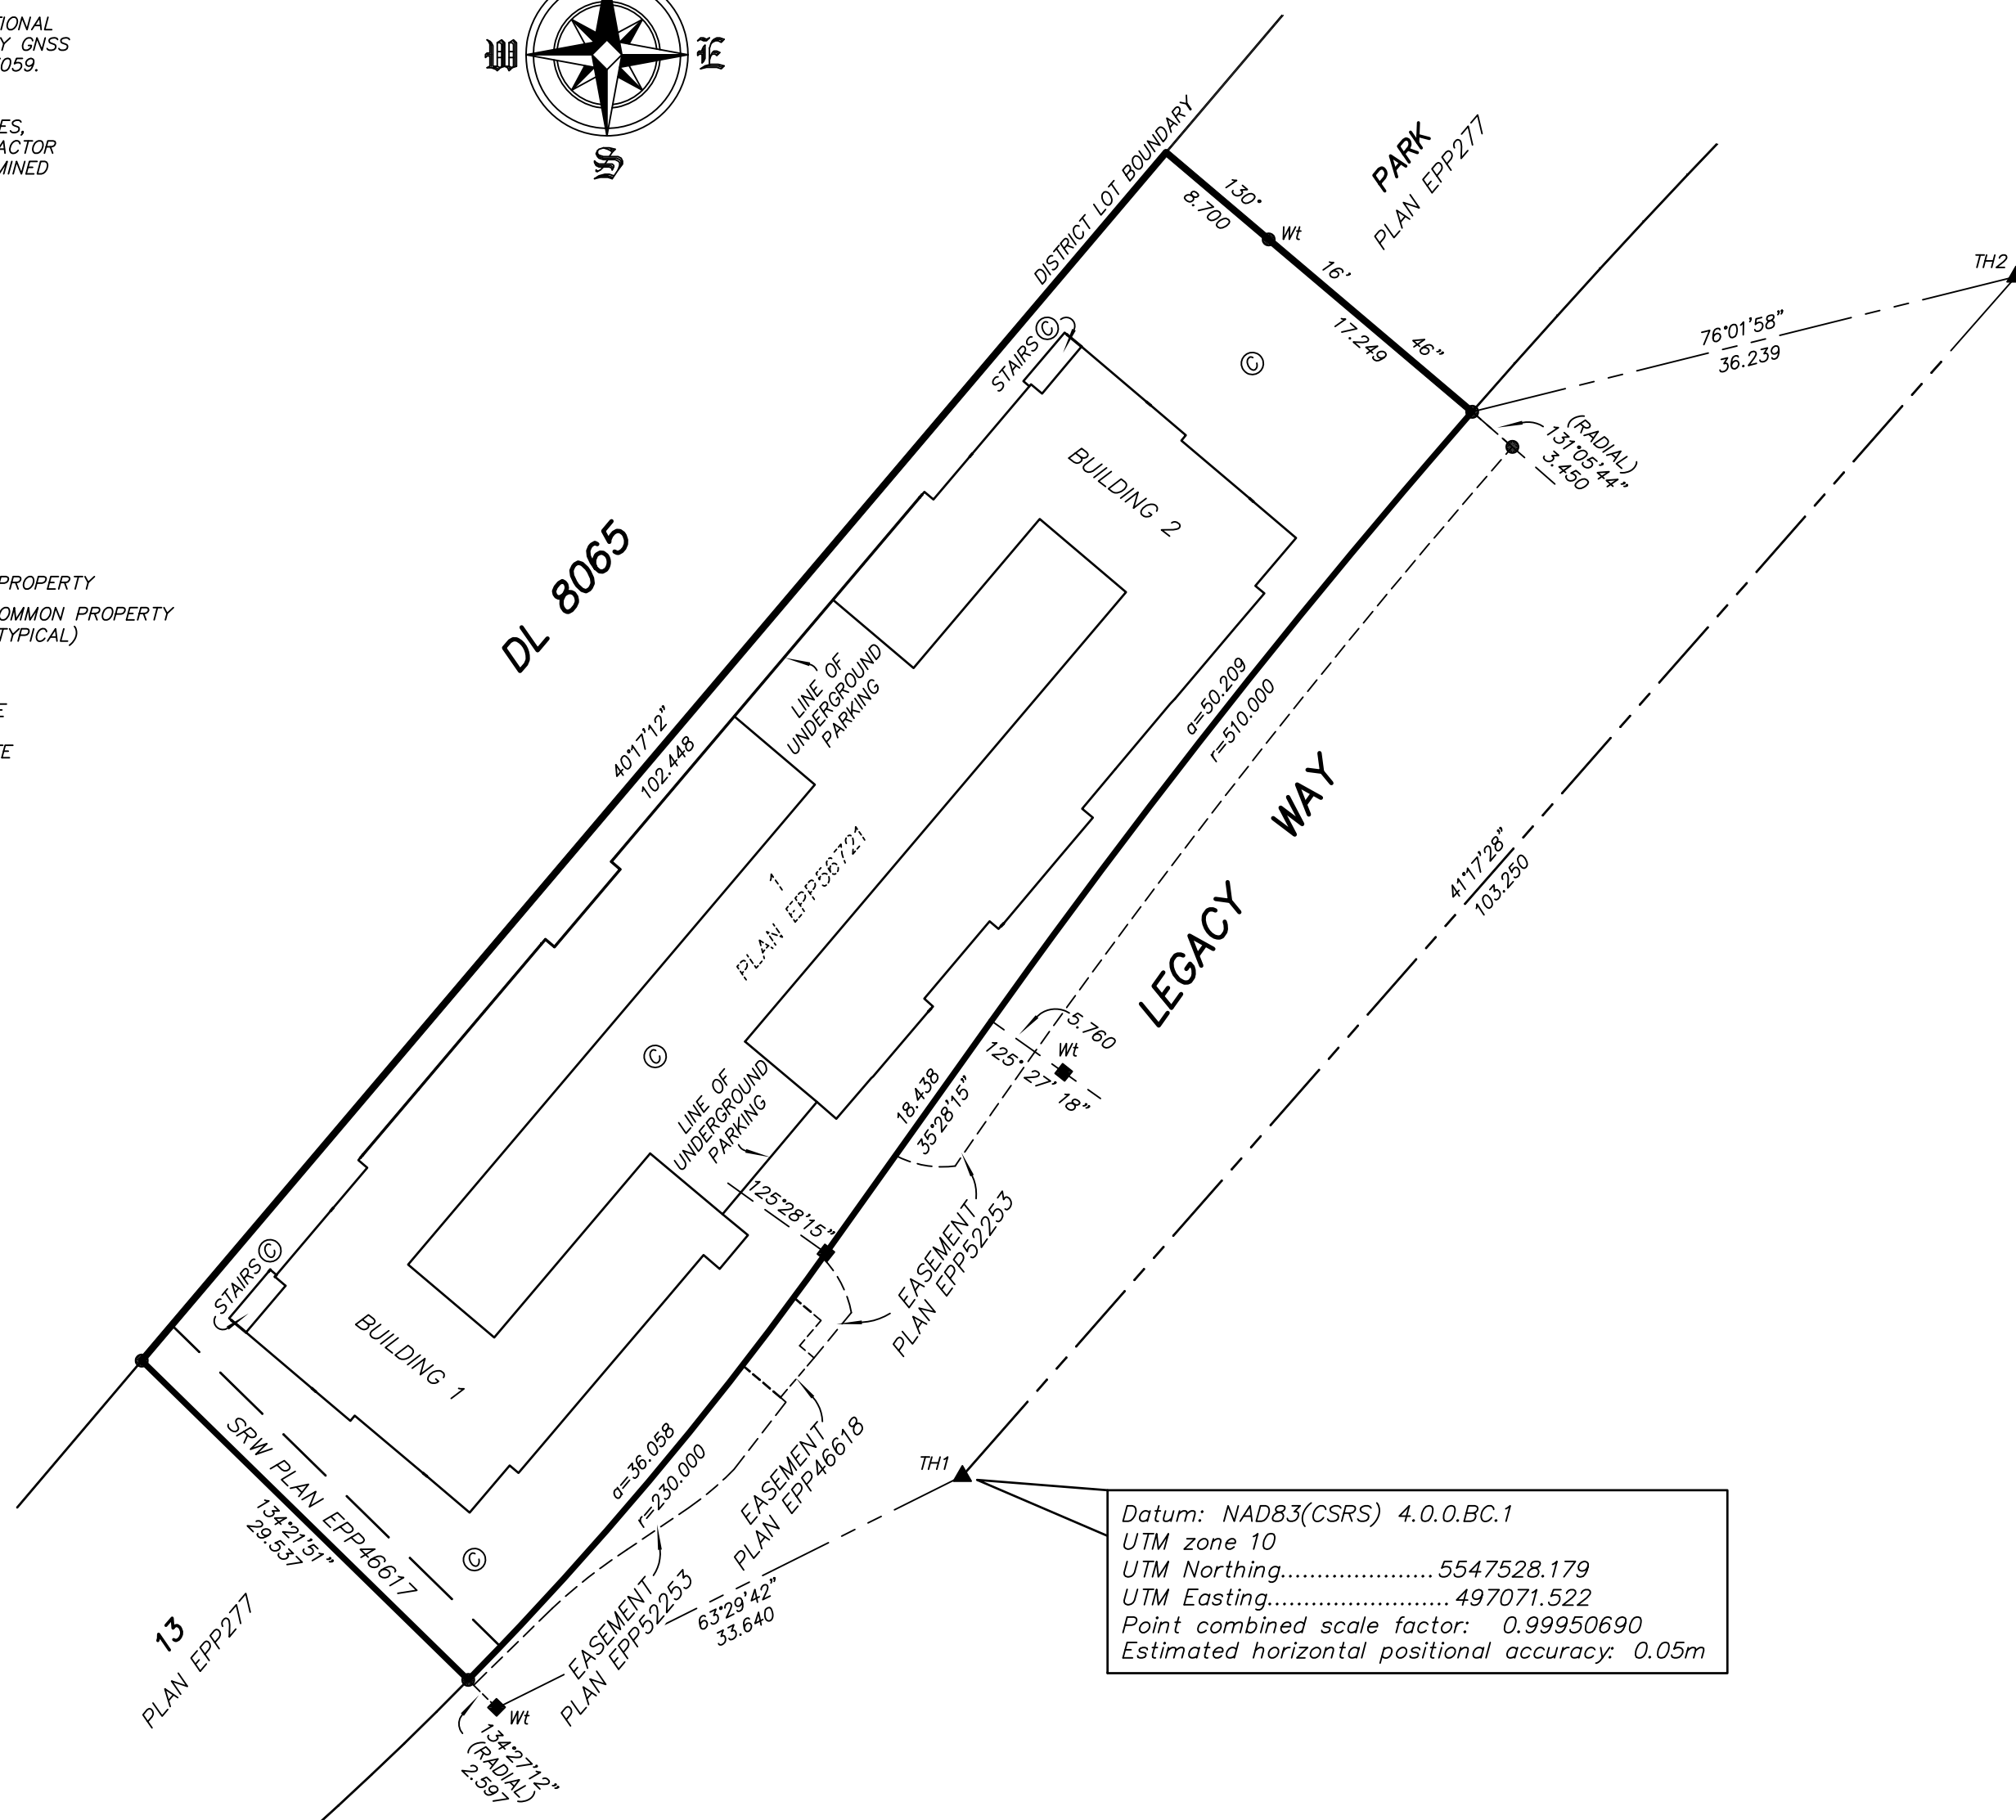 TIONAL
Y GNSS
059.
ES,
ACTOR
MINED
W
E
S
PROPERTY
OMMON PROPERTY
TYPICAL)
E
TE
DISTRICT LOT BOUNDARY
130°
8.700
Wt
16'
17.249
46"
PARK
PLAN EPP277
TH2
76°01'58"
36.239
(RADIAL)
131°05'44"
3.450
STAIRS ©
©
BUILDING 2
DL 8065
40°17'12"
102.448
LINE OF
UNDERGROUND
PARKING
a=50.209
r=510.000
1
PLAN EPP56721
LEGACY WAY
41°17'28"
103.250
©
LINE OF
UNDERGROUND
PARKING
18.438
35°28'15"
5.760
Wt
125° 27' 18"
125°28'15"
EASEMENT
PLAN EPP52253
STAIRS ©
BUILDING 1
SRW PLAN EPP46617
134°21'51"
29.537
©
a=36.058
r=230.000
EASEMENT
PLAN EPP46618
EASEMENT
PLAN EPP52253
63°29'42"
33.640
TH1
13
PLAN EPP277
Wt
134°27'12"
(RADIAL)
2.597
Datum: NAD83(CSRS) 4.0.0.BC.1
UTM zone 10
UTM Northing.....................5547528.179
UTM Easting.........................497071.522
Point combined scale factor: 0.99950690
Estimated horizontal positional accuracy: 0.05m